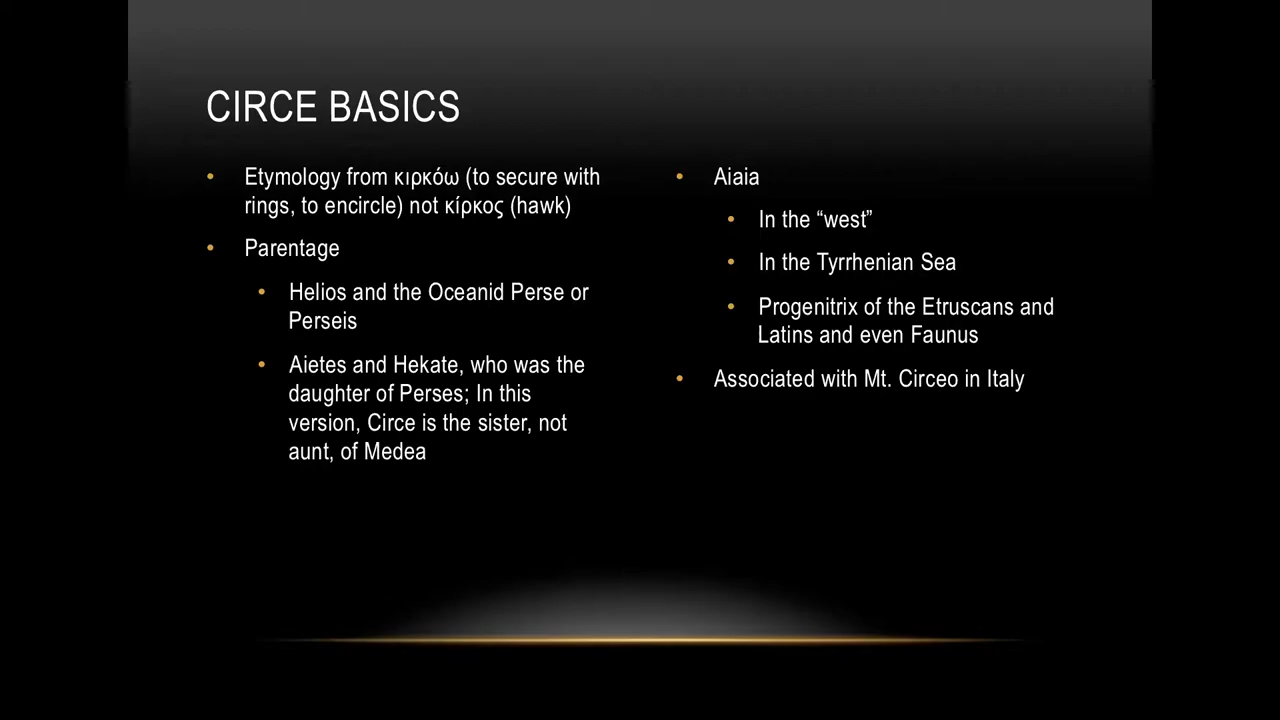 CIRCE BASICS
• Etymology from κιρκόω (to secure with
rings, to encircle) not κίρκος (hawk)
• Parentage
• Helios and the Oceanid Perse or
Perseis
• Aietes and Hekate, who was the
daughter of Perses; In this
version, Circe is the sister, not
aunt, of Medea
• Aiaia
• In the “west”
• In the Tyrrhenian Sea
• Progenitrix of the Etruscans and
Latins and even Faunus
• Associated with Mt. Circeo in Italy